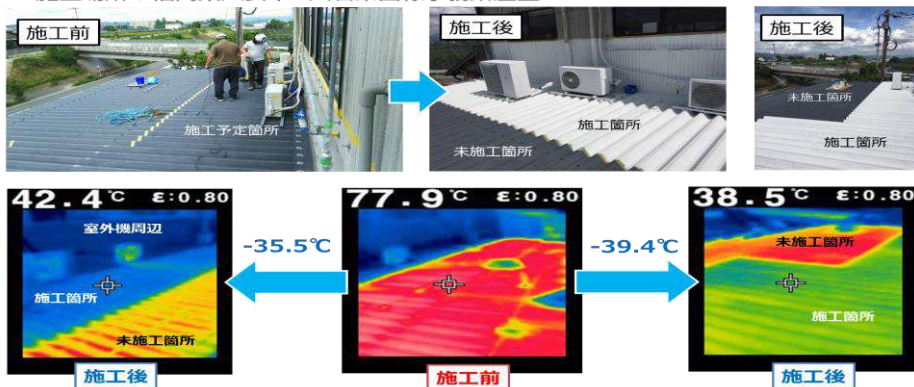 施工前
施工後
施工後
施工予定箇所
施工箇所
未施工箇所
未施工箇所
42.4℃ ε:0.80
77.9℃ ε:0.80
38.5℃ ε:0.80
室外機周辺
施工箇所
未施工箇所
-35.5℃
-39.4℃
未施工箇所
施工箇所
施工後
施工前
施工後